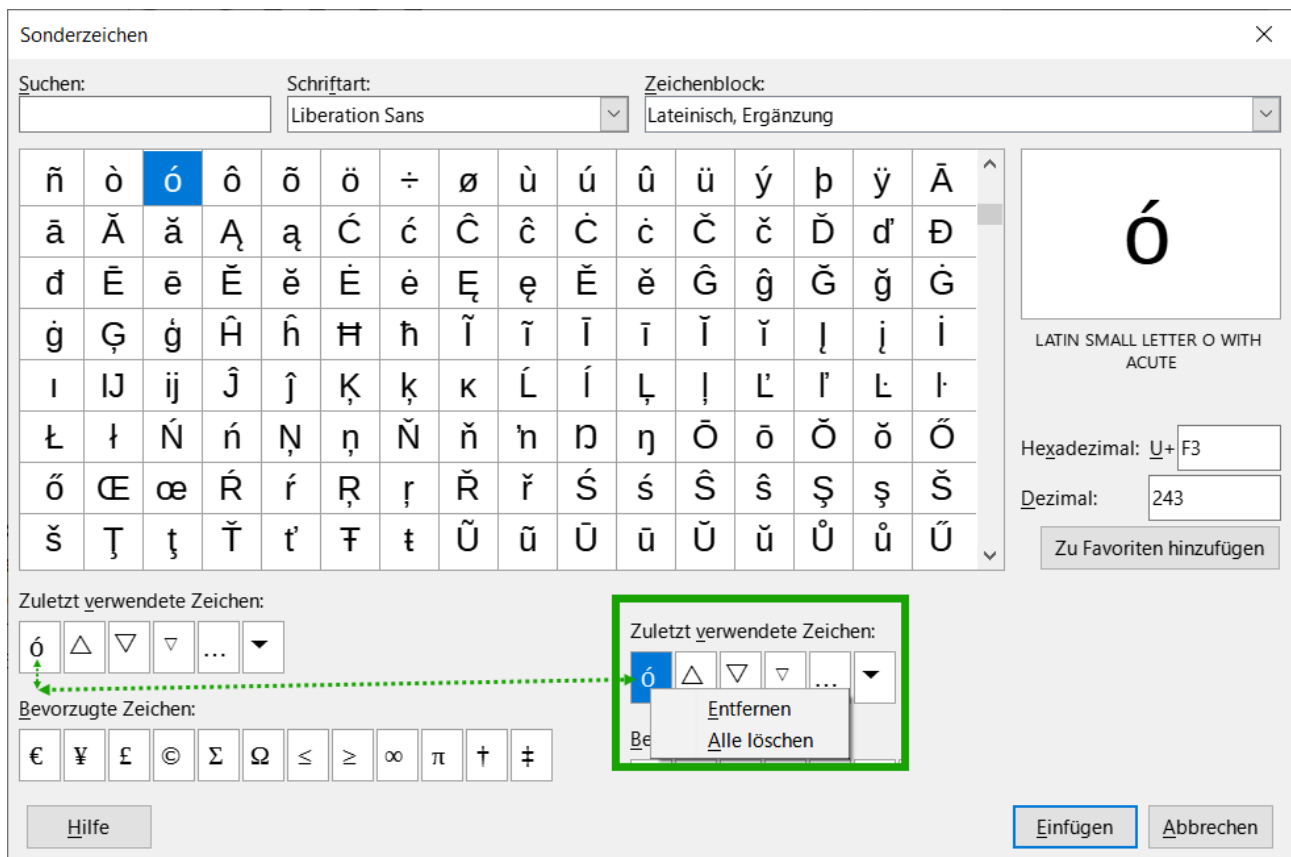 Sonderzeichen
Suchen: Schriftart: Zeichenblock:
Liberation Sans Lateinisch, Ergänzung
ñ ò ó ô õ ö ÷ ø ù ú û ü ý þ ÿ Ā
ā Ă ă Ą ą Ć ć Ĉ ĉ Ċ ċ Č č Ď ď Đ
đ Ē ē Ĕ ĕ Ė ė Ę ę Ě ě Ĝ ĝ Ğ ğ Ġ
ġ Ģ ģ Ĥ ĥ Ħ ħ Ĩ ĩ Ī ī Ĭ ĭ Į į İ
ı Ĳ ĳ Ĵ ĵ Ķ ķ ĸ Ĺ ĺ Ļ ļ Ľ ľ Ŀ ŀ
Ł ł Ń ń Ņ ņ Ň ň ŉ Ŋ ŋ Ō ō Ŏ ŏ Ő
ő Œ œ Ŕ ŕ Ŗ ŗ Ř ř Ś ś Ŝ ŝ Ş ş Š
š Ţ ţ Ť ť Ŧ ŧ Ũ ũ Ū ū Ŭ ŭ Ů ů Ű
ó
LATIN SMALL LETTER O WITH
ACUTE
Hexadezimal: U+ F3
Dezimal: 243
Zu Favoriten hinzufügen
Zuletzt verwendete Zeichen:
ó △ ▽ ▿ … ▾
Bevorzugte Zeichen:
€ ¥ £ © Σ Ω ≤ ≥ ∞ π † ‡
Zuletzt verwendete Zeichen:
ó △ ▽ ▿ … ▾
Entfernen
Be Alle löschen
Hilfe Einfügen Abbrechen